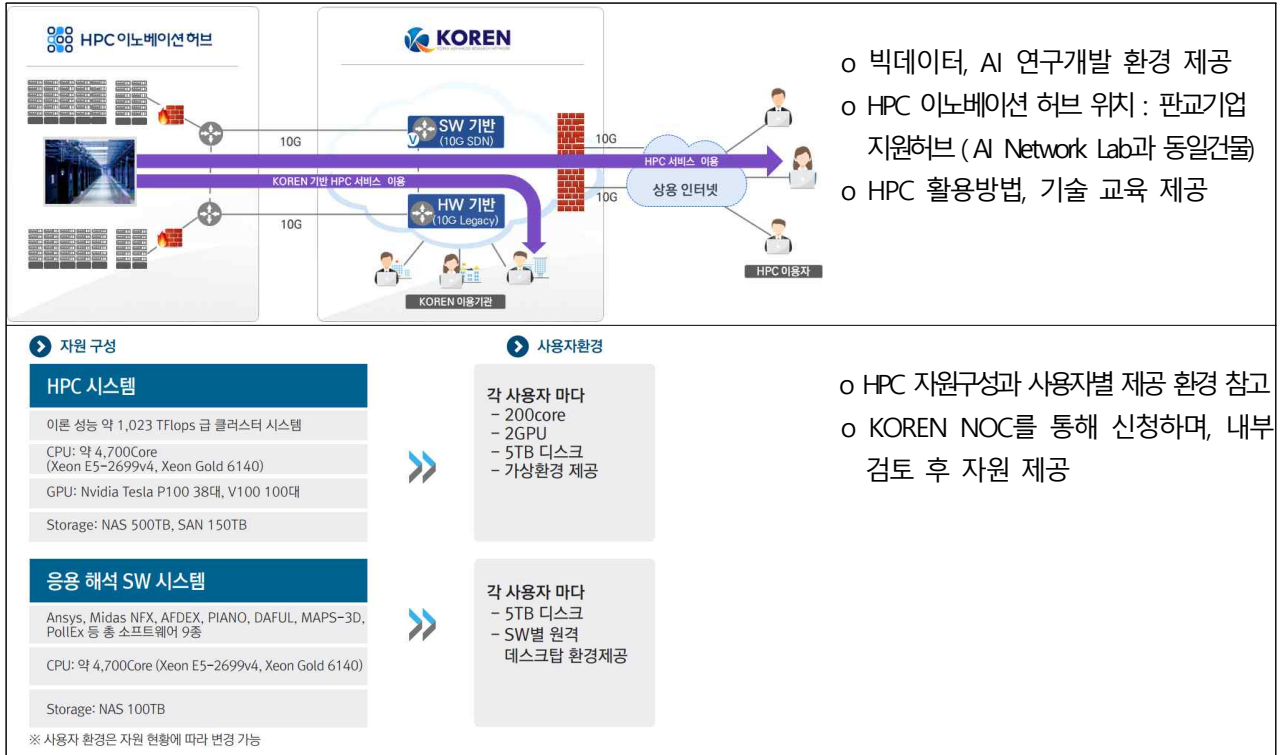 HPC 이노베이션 허브
KOREN
KOREA ADVANCED RESEARCH NETWORK
10G
SW 기반
(10G SDN)
V
10G
HPC 서비스 이용
KOREN 기반 HPC 서비스 이용
상용 인터넷
HW 기반
(10G Legacy)
10G
10G
HPC 이용자
KOREN 이용기관
o 빅데이터, AI 연구개발 환경 제공
o HPC 이노베이션 허브 위치 : 판교기업
지원허브 ( AI Network Lab과 동일건물)
o HPC 활용방법, 기술 교육 제공
자원 구성
HPC 시스템
이론 성능 약 1,023 TFlops 급 클러스터 시스템
CPU: 약 4,700Core
(Xeon E5-2699v4, Xeon Gold 6140)
GPU: Nvidia Tesla P100 38대, V100 100대
Storage: NAS 500TB, SAN 150TB
사용자환경
각 사용자 마다
- 200core
- 2GPU
- 5TB 디스크
- 가상환경 제공
응용 해석 SW 시스템
Ansys, Midas NFX, AFDEX, PIANO, DAFUL, MAPS-3D,
PollEx 등 총 소프트웨어 9종
CPU: 약 4,700Core (Xeon E5-2699v4, Xeon Gold 6140)
Storage: NAS 100TB
각 사용자 마다
- 5TB 디스크
- SW별 원격
데스크탑 환경제공
※ 사용자 환경은 자원 현황에 따라 변경 가능
o HPC 자원구성과 사용자별 제공 환경 참고
o KOREN NOC를 통해 신청하며, 내부
검토 후 자원 제공